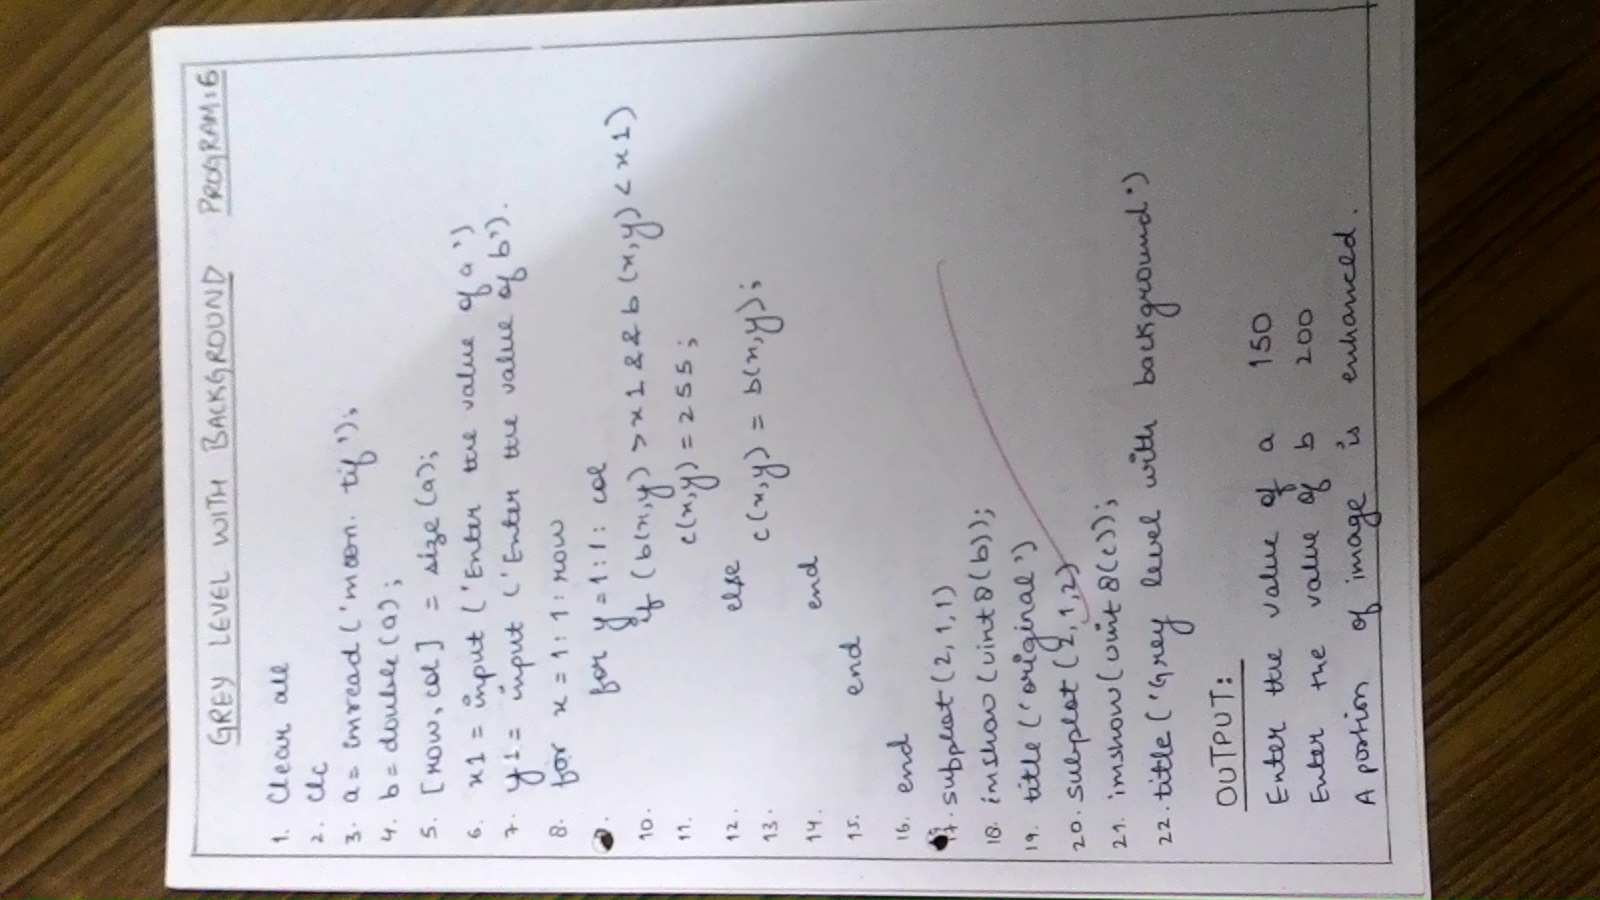 GREY LEVEL WITH BACKGROUND PROGRAM:6
1. Clear all
2. clc
3. a = imread ('moon. tif');
4. b = double (a);
5. [row, col] = size (a);
6. x1 = input ('Enter the value of a')
7. y1 = input ('Enter the value of b').
8. for x = 1:1: row
. for y = 1:1: col
10. if (b(x,y) > x1 && b (x,y) < x1)
11. c(x,y) = 255;
12. else
13. c(x,y) = b(x,y);
14. end
15. end
16. end
17. subplot (2,1,1)
18. imshow (uint8(b));
19. title ('original')
20. subplot (2,1,2)
21. imshow (uint 8(c));
22. title ('Grey level with background')
OUTPUT:
Enter the value of a 150
Enter the value of b 200
A portion of image is enhanced.